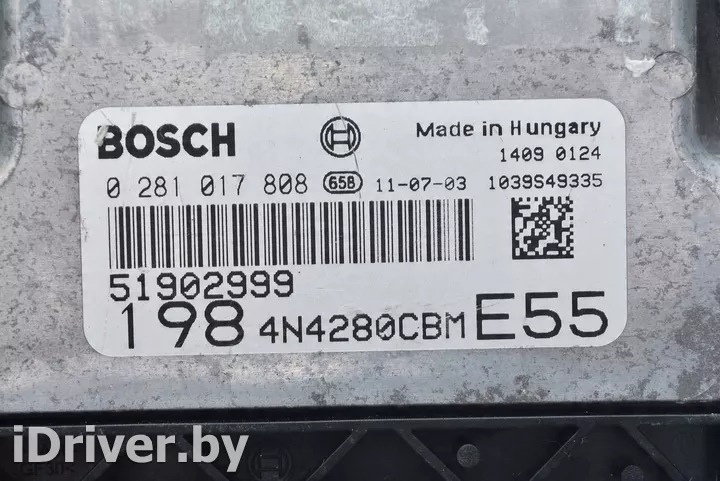 BOSCH
Made in Hungary
1409 0124
0 281 017 808 658 11-07-03 1039S49335
51902999
198 4N4280CBM E55
iDriver.by